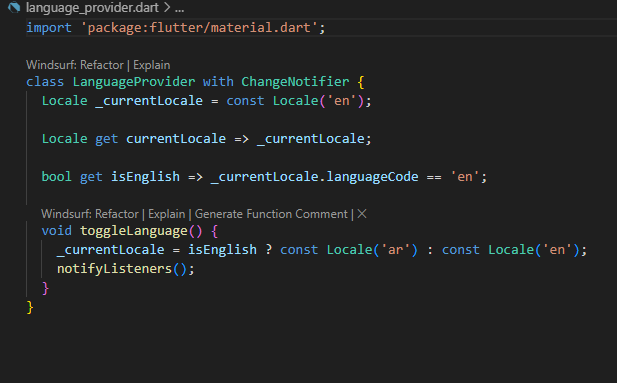 language_provider.dart > ...
import 'package:flutter/material.dart';
Windsurf: Refactor | Explain
class LanguageProvider with ChangeNotifier {
Locale _currentLocale = const Locale('en');
Locale get currentLocale => _currentLocale;
bool get isEnglish => _currentLocale.languageCode == 'en';
Windsurf: Refactor | Explain | Generate Function Comment | ✕
void toggleLanguage() {
_currentLocale = isEnglish ? const Locale('ar') : const Locale('en');
notifyListeners();
}
}